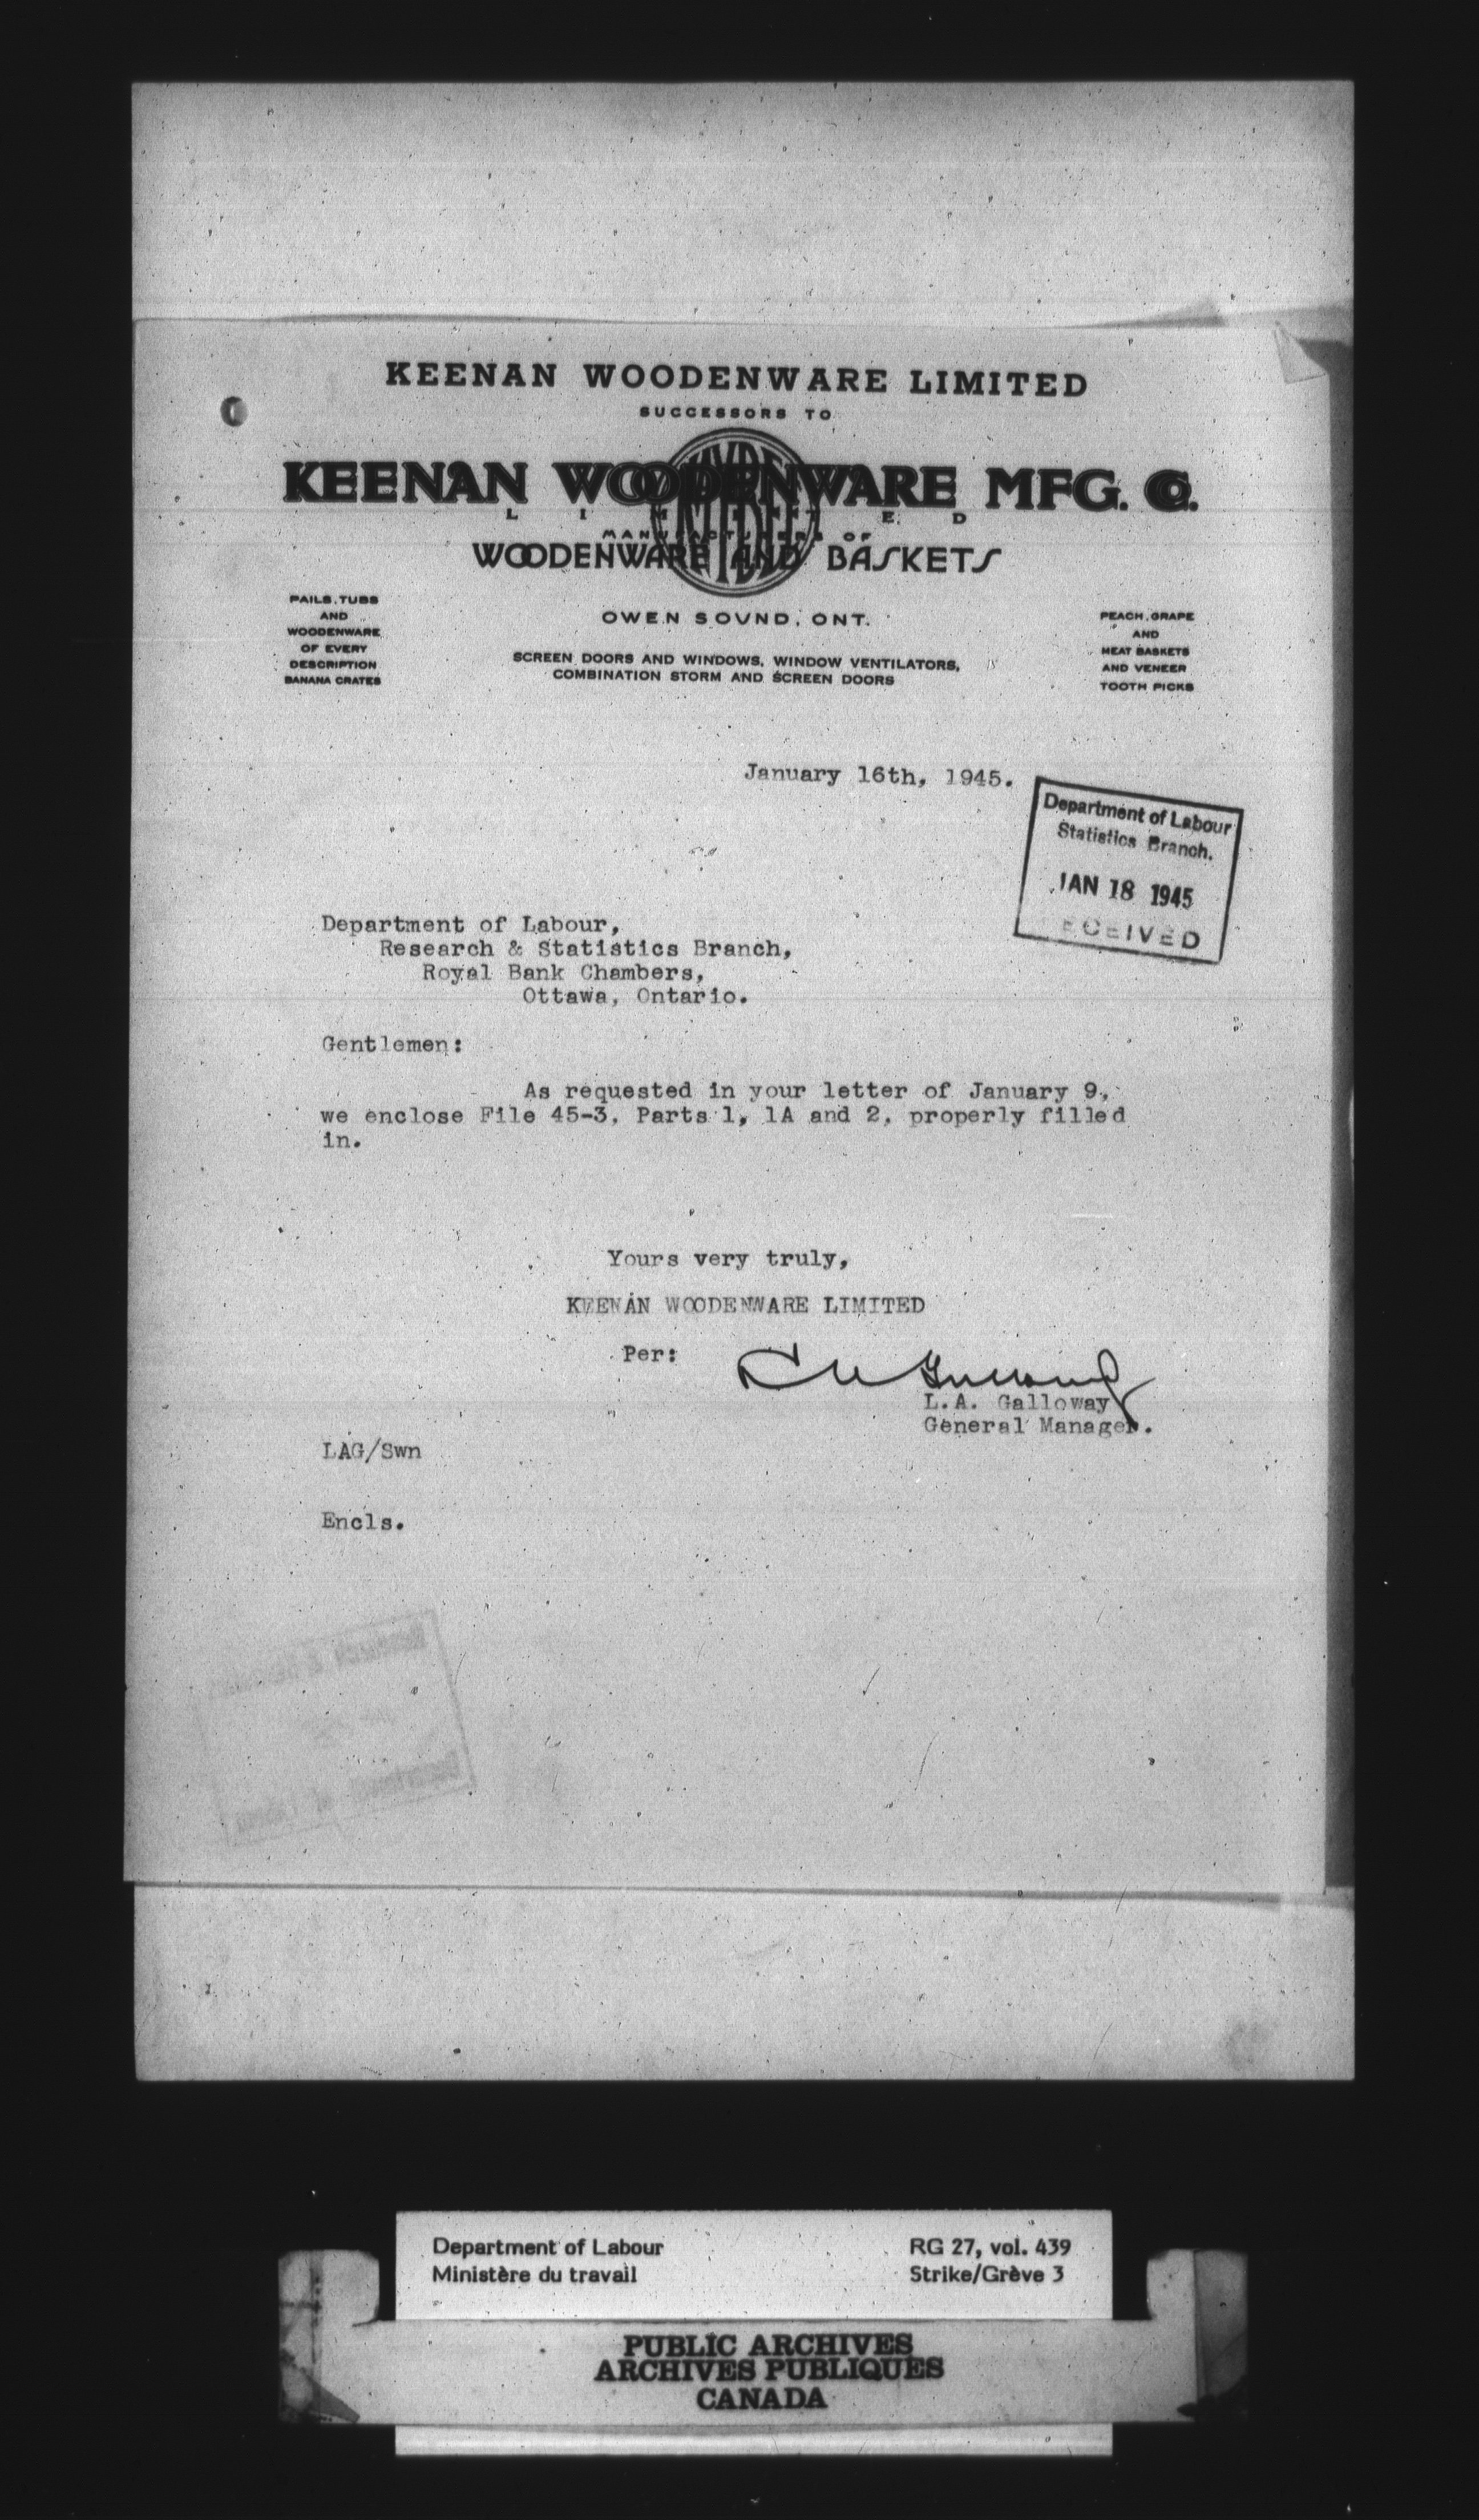 KEENAN WOODENWARE LIMITED
SUCCESSORS TO
KEENAN WOODENWARE MFG. CO.
LIMITED
MANUFACTURERS OF
WOODENWARE AND BASKETS
PAILS, TUBS
AND
WOODENWARE
OF EVERY
DESCRIPTION
BANANA CRATES
OWEN SOUND, ONT.
SCREEN DOORS AND WINDOWS, WINDOW VENTILATORS,
COMBINATION STORM AND SCREEN DOORS
PEACH, GRAPE
AND
MEAT BASKETS
AND VENEER
TOOTH PICKS
January 16th, 1945.
Department of Labour
Statistics Branch.
JAN 18 1945
RECEIVED
Department of Labour,
Research & Statistics Branch,
Royal Bank Chambers,
Ottawa, Ontario.
Gentlemen:
As requested in your letter of January 9,
we enclose File 45-3, Parts 1, 1A and 2, properly filled
in.
Yours very truly,
KEENAN WOODENWARE LIMITED
Per:
L.A. Galloway
General Manager.
LAG/Swn
Encls.
Department of Labour
Ministère du travail
RG 27, vol. 439
Strike/Grève 3
PUBLIC ARCHIVES
ARCHIVES PUBLIQUES
CANADA